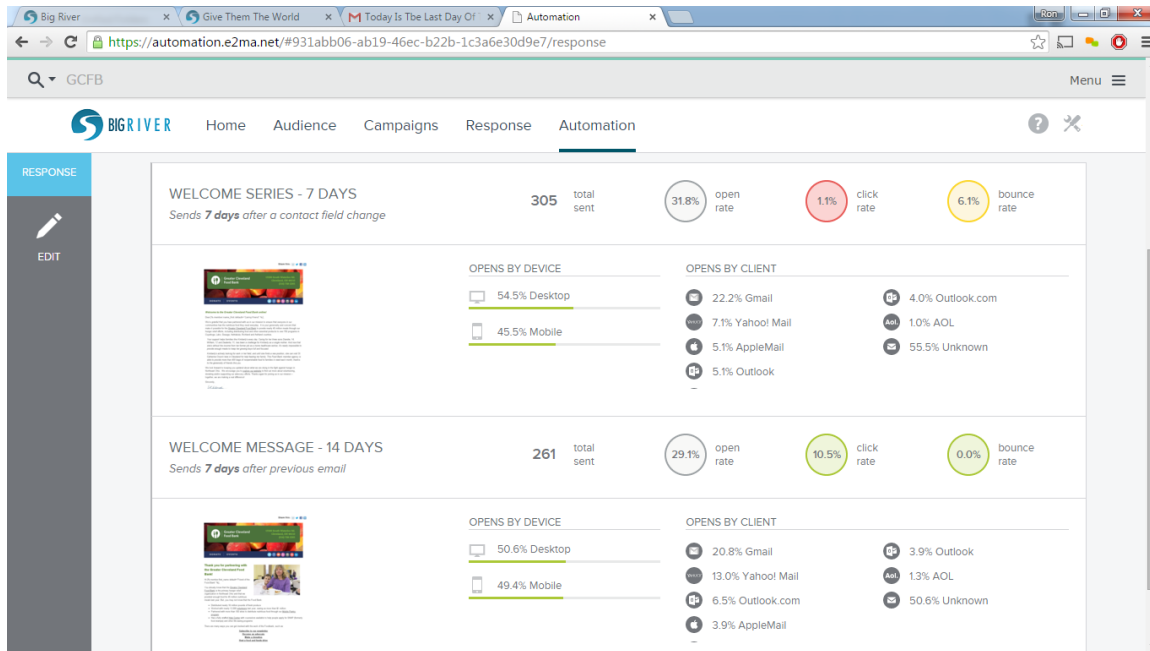 Big River
Give Them The World
Today Is Tbe Last Day Of
Automation
Ron
https://automation.e2ma.net/#931abb06-ab19-46ec-b22b-1c3a6e30d9e7/response
GCFB
Menu
BIGRIVER Home Audience Campaigns Response Automation
RESPONSE
EDIT
WELCOME SERIES - 7 DAYS
Sends 7 days after a contact field change
305 total sent
31.8% open rate
1.1% click rate
6.1% bounce rate
OPENS BY DEVICE
54.5% Desktop
45.5% Mobile
OPENS BY CLIENT
22.2% Gmail
7.1% Yahoo! Mail
5.1% AppleMail
5.1% Outlook
4.0% Outlook.com
Aol. 1.0% AOL
55.5% Unknown
WELCOME MESSAGE - 14 DAYS
Sends 7 days after previous email
261 total sent
29.1% open rate
10.5% click rate
0.0% bounce rate
OPENS BY DEVICE
50.6% Desktop
49.4% Mobile
OPENS BY CLIENT
20.8% Gmail
13.0% Yahoo! Mail
6.5% Outlook.com
3.9% AppleMail
3.9% Outlook
Aol. 1.3% AOL
50.6% Unknown